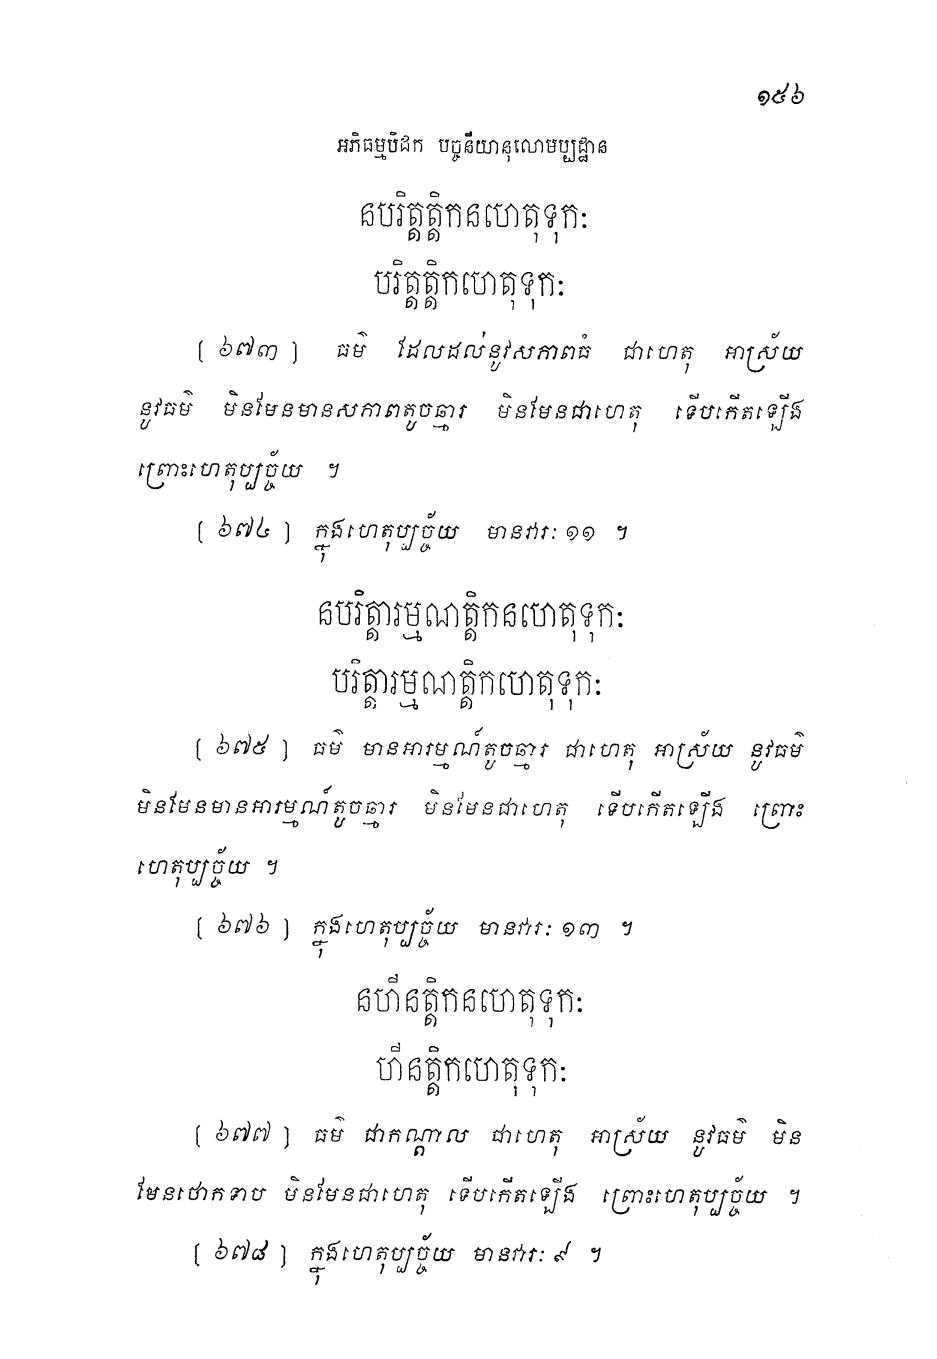 ១៥៦
អភិធម្មបិដក បច្ចនីយានុលោមប្បដ្ឋាន
នបរិត្តត្តិកនហេតុទុកៈ
បរិត្តត្តិកហេតុទុកៈ
(៦៧៣) ធម៌ ដែលដល់នូវសភាពធំ ជាហេតុ អាស្រ័យ
នូវធម៌ មិនមែនមានសភាពតូចឆ្មារ មិនមែនជាហេតុ ទើបកើតឡើង
ព្រោះហេតុប្បច្ច័យ ។
(៦៧៤) ក្នុងហេតុប្បច្ច័យ មានវារៈ ១១ ។
នបរិត្តារម្មណត្តិកនហេតុទុកៈ
បរិត្តារម្មណត្តិកហេតុទុកៈ
(៦៧៥) ធម៌ មានអារម្មណ៍តូចឆ្មារ ជាហេតុ អាស្រ័យ នូវធម៌
មិនមែនមានអារម្មណ៍តូចឆ្មារ មិនមែនជាហេតុ ទើបកើតឡើង ព្រោះ
ហេតុប្បច្ច័យ ។
(៦៧៦) ក្នុងហេតុប្បច្ច័យ មានវារៈ ១៣ ។
នហីនត្តិកនហេតុទុកៈ
ហីនត្តិកហេតុទុកៈ
(៦៧៧) ធម៌ ជាកណ្តាល ជាហេតុ អាស្រ័យ នូវធម៌ មិន
មែនថោកទាប មិនមែនជាហេតុ ទើបកើតឡើង ព្រោះហេតុប្បច្ច័យ ។
(៦៧៨) ក្នុងហេតុប្បច្ច័យ មានវារៈ ៩ ។